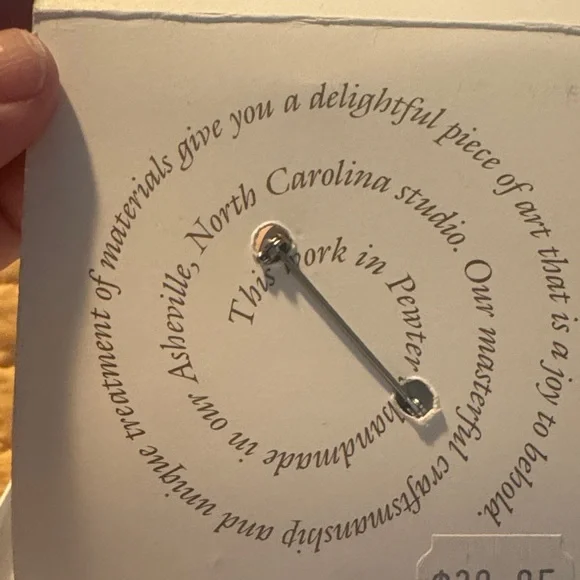 This work in Pewter handmade in our Asheville, North Carolina studio. Our masterful craftsmanship and unique treatment of materials give you a delightful piece of art that is a joy to behold.